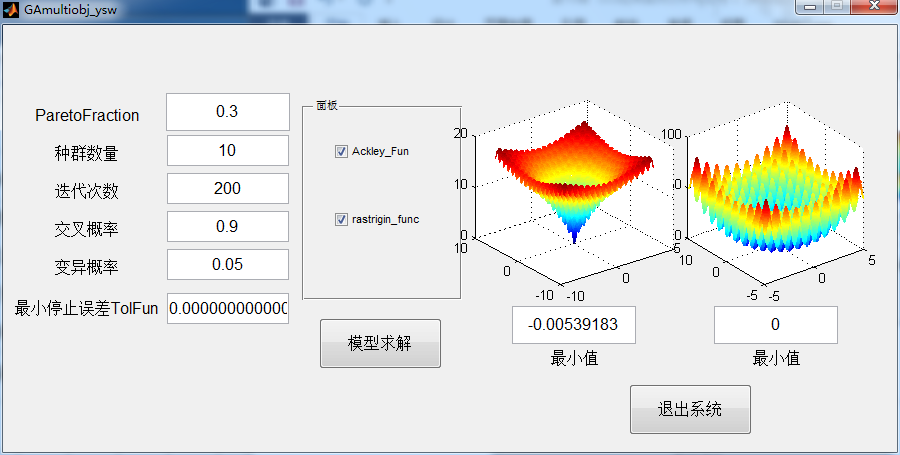 GAmultiobj_ysw
ParetoFraction
0.3
种群数量
10
迭代次数
200
交叉概率
0.9
变异概率
0.05
最小停止误差TolFun
0.000000000000
面板
Ackley_Fun
rastrigin_func
模型求解
20
10
0
10
0
-10
-10
0
5
100
50
0
10
0
-5
-5
0
5
-0.00539183
最小值
0
最小值
退出系统